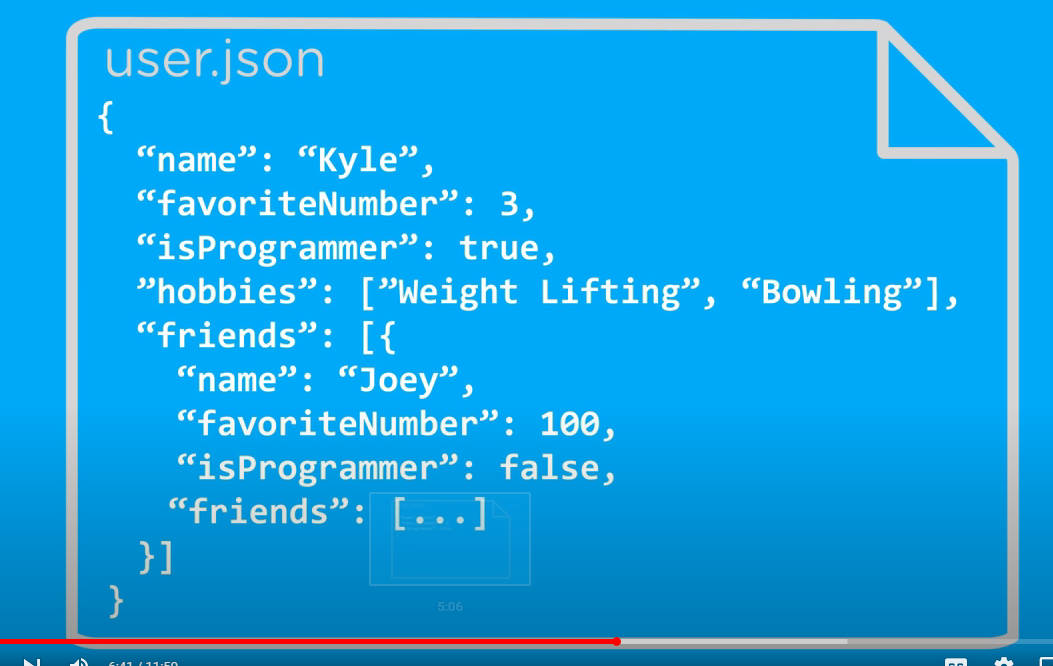 user.json
{
“name”: “Kyle”,
“favoriteNumber”: 3,
“isProgrammer”: true,
”hobbies”: [”Weight Lifting”, “Bowling”],
“friends”: [{
“name”: “Joey”,
“favoriteNumber”: 100,
“isProgrammer”: false,
“friends”: [...]
}]
}
5:06
6:41 / 11:59
CC